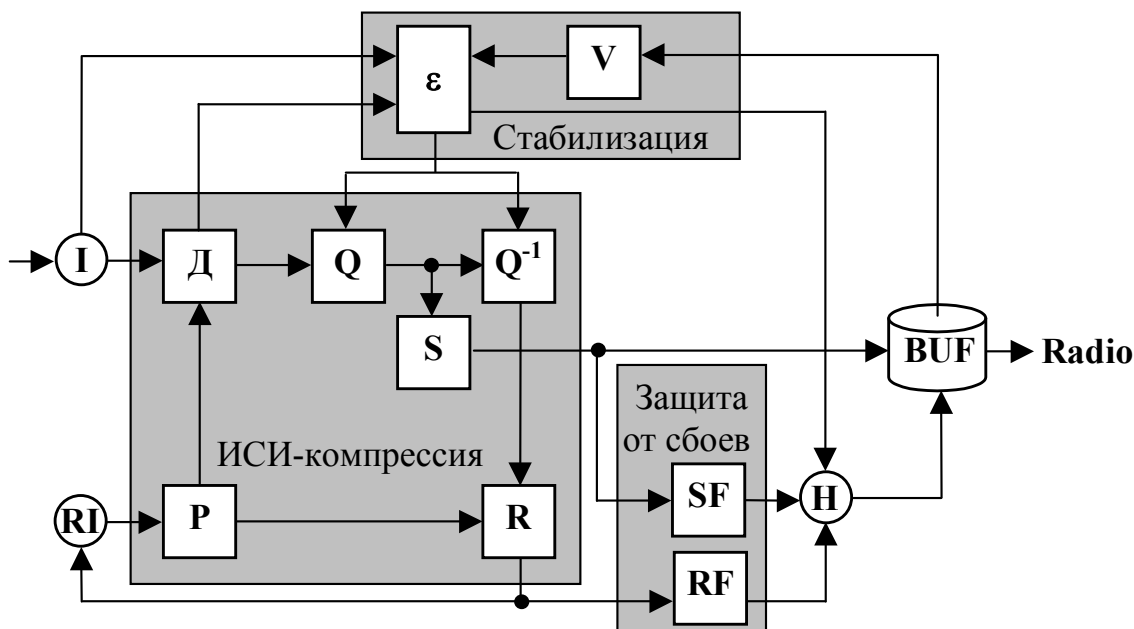 ε
V
Стабилизация
I
Д
Q
Q⁻¹
S
BUF
Radio
Защита
от сбоев
ИСИ-компрессия
RI
P
R
SF
H
RF